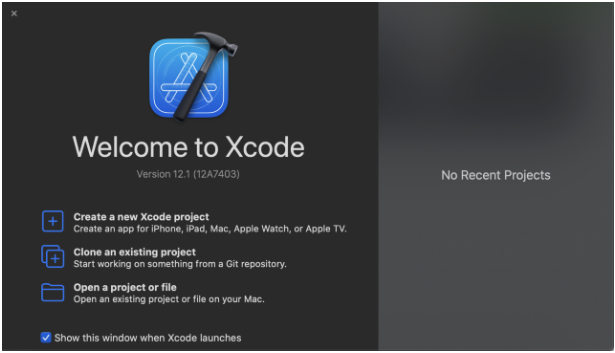 Welcome to Xcode
Version 12.1 (12A7403)
Create a new Xcode project
Create an app for iPhone, iPad, Mac, Apple Watch, or Apple TV.
Clone an existing project
Start working on something from a Git repository.
Open a project or file
Open an existing project or file on your Mac.
Show this window when Xcode launches
No Recent Projects